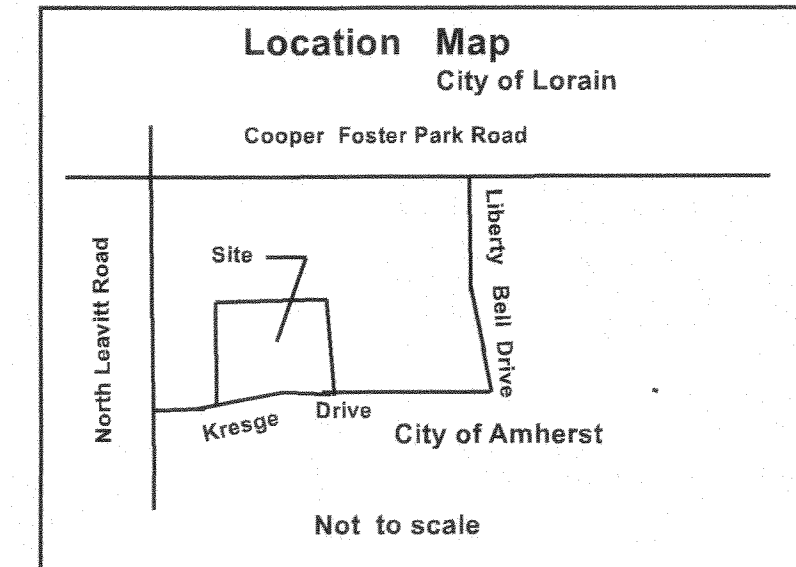 Location Map
City of Lorain
Cooper Foster Park Road
North Leavitt Road
Site
Liberty Bell Drive
Kresge Drive
City of Amherst
Not to scale